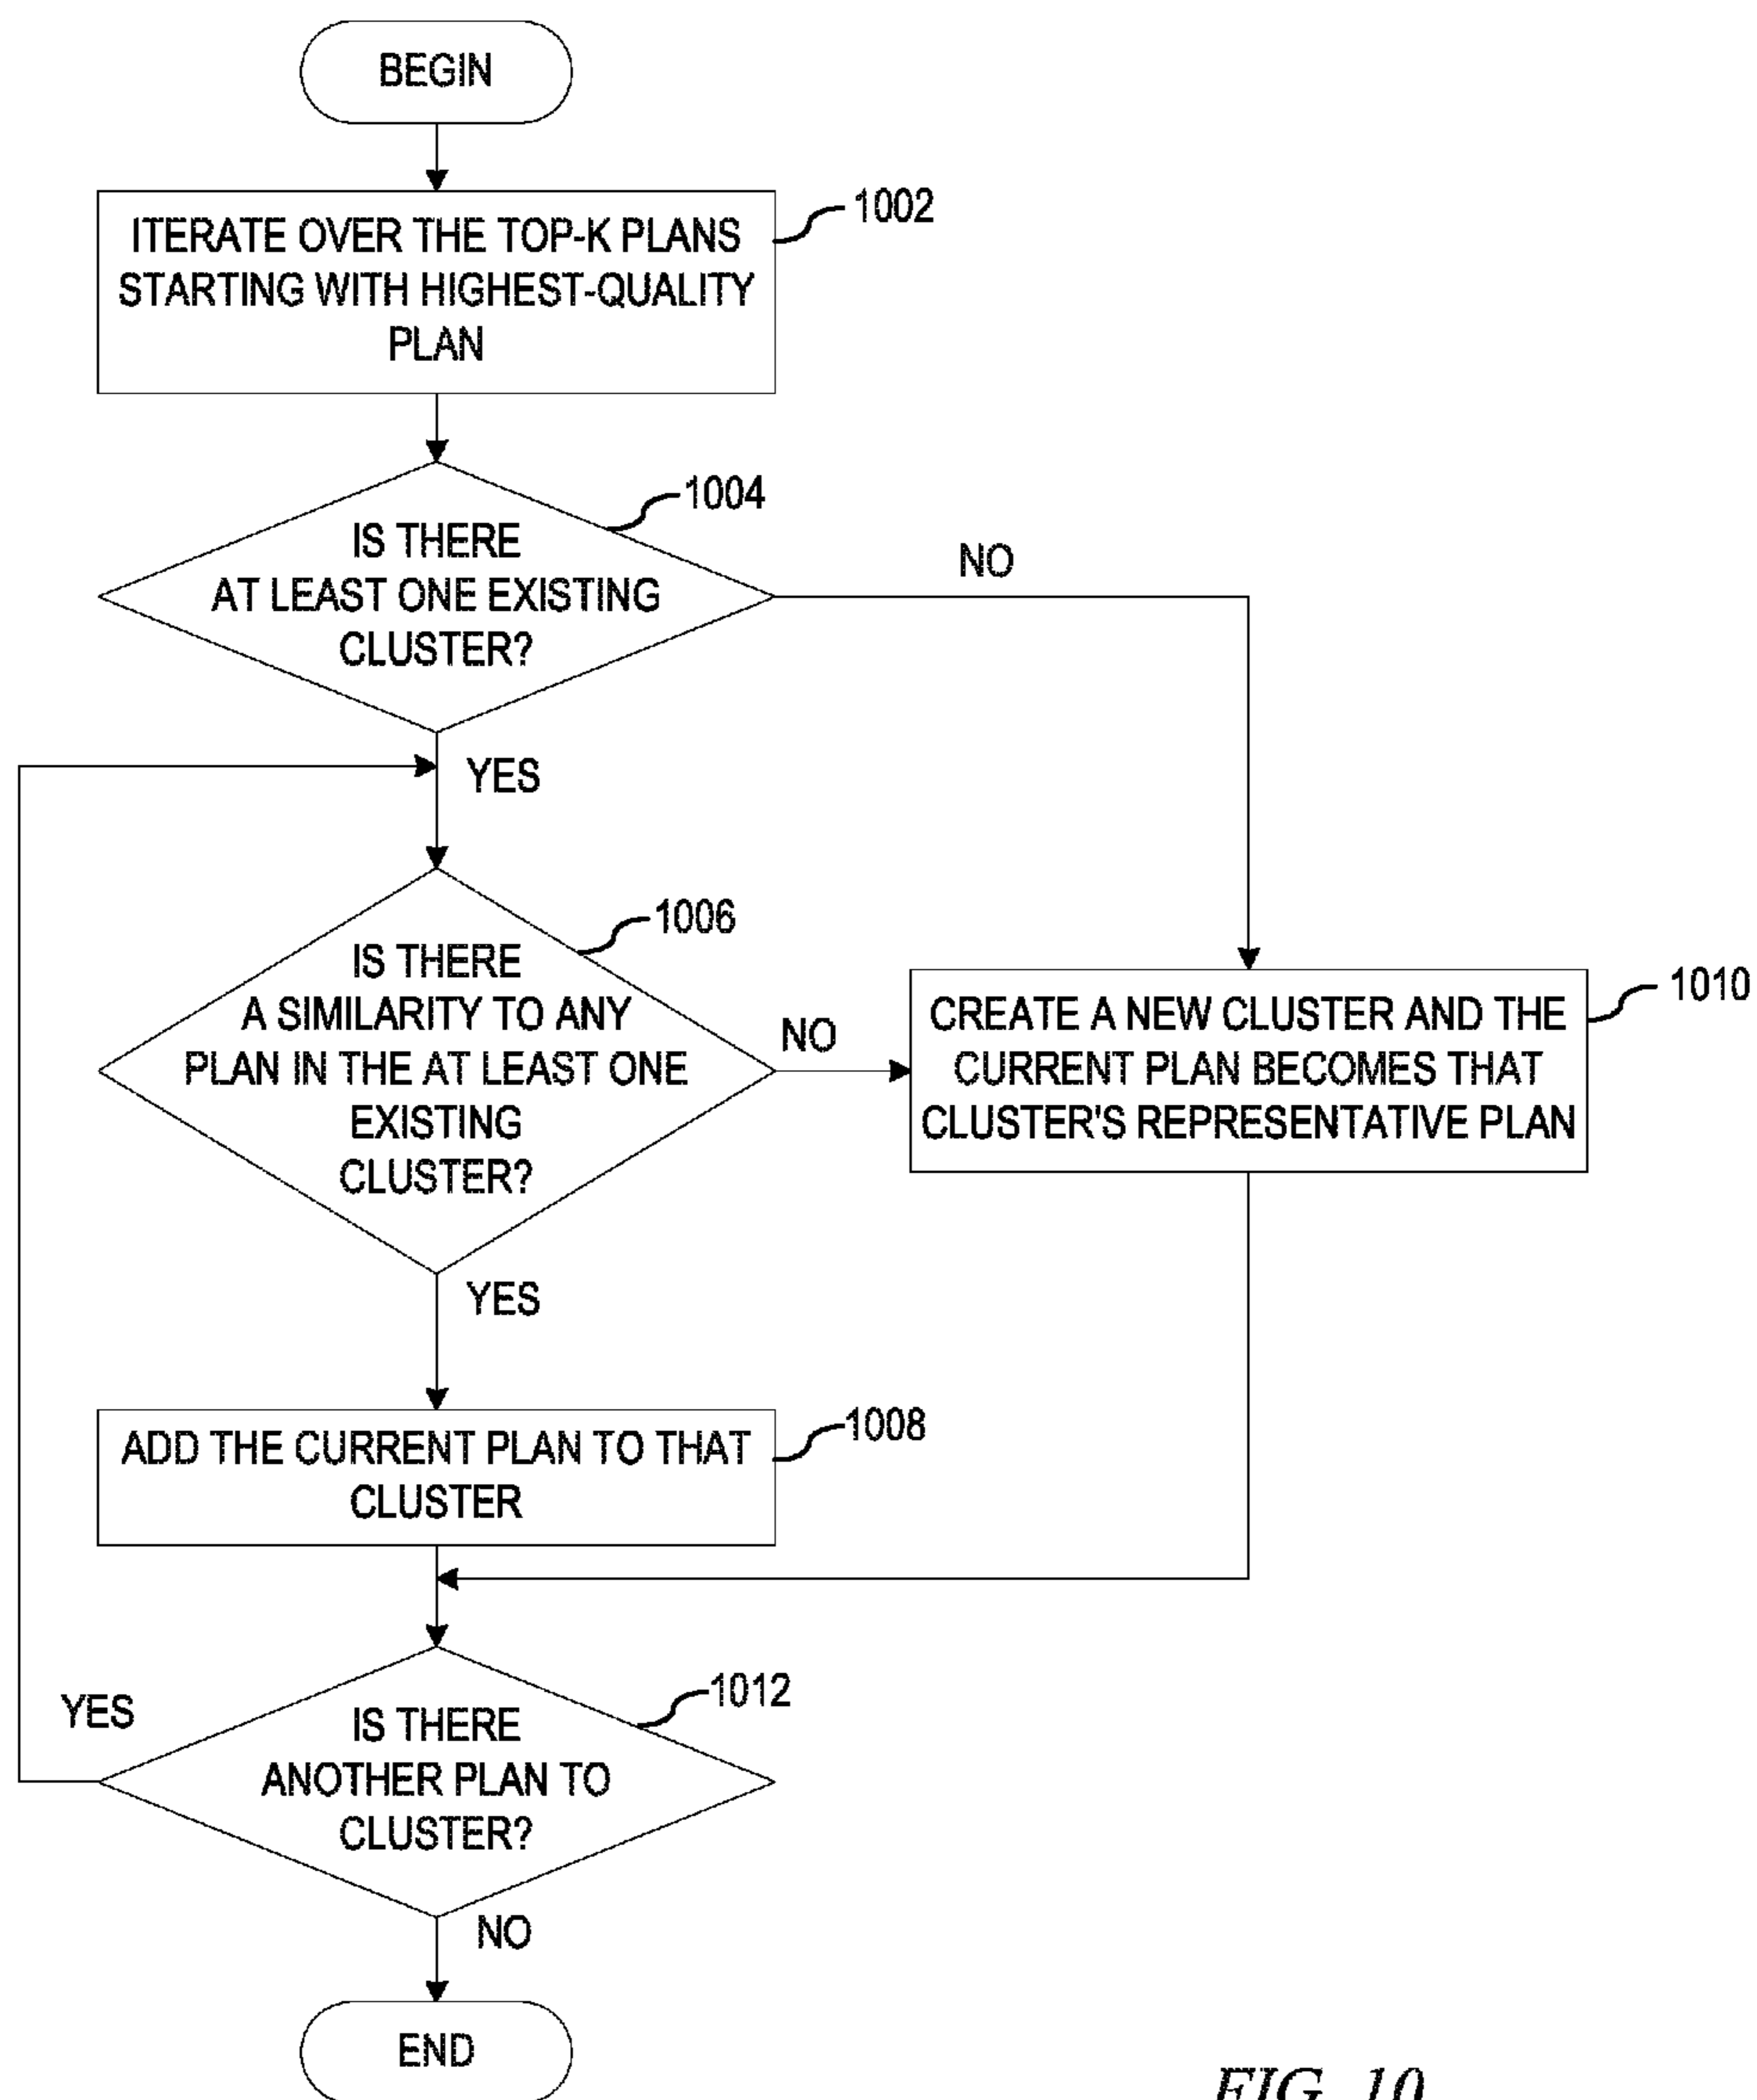 BEGIN
ITERATE OVER THE TOP-K PLANS
STARTING WITH HIGHEST-QUALITY
PLAN
1002
IS THERE
AT LEAST ONE EXISTING
CLUSTER?
1004
NO
YES
IS THERE
A SIMILARITY TO ANY
PLAN IN THE AT LEAST ONE
EXISTING
CLUSTER?
1006
NO
CREATE A NEW CLUSTER AND THE
CURRENT PLAN BECOMES THAT
CLUSTER'S REPRESENTATIVE PLAN
1010
YES
ADD THE CURRENT PLAN TO THAT
CLUSTER
1008
IS THERE
ANOTHER PLAN TO
CLUSTER?
1012
YES
NO
END
FIG. 10